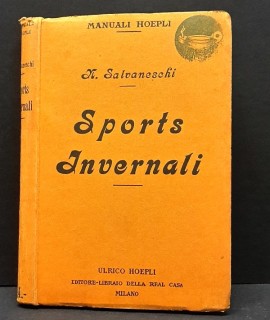 MANUALI HOEPLI
N. Salvaneschi
Sports
Invernali
ULRICO HOEPLI
EDITORE-LIBRAIO DELLA REAL CASA
MILANO